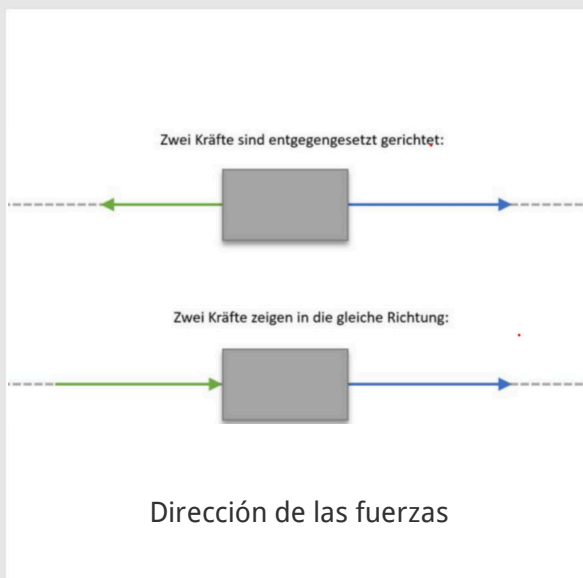 Zwei Kräfte sind entgegengesetzt gerichtet:
Zwei Kräfte zeigen in die gleiche Richtung:
Dirección de las fuerzas